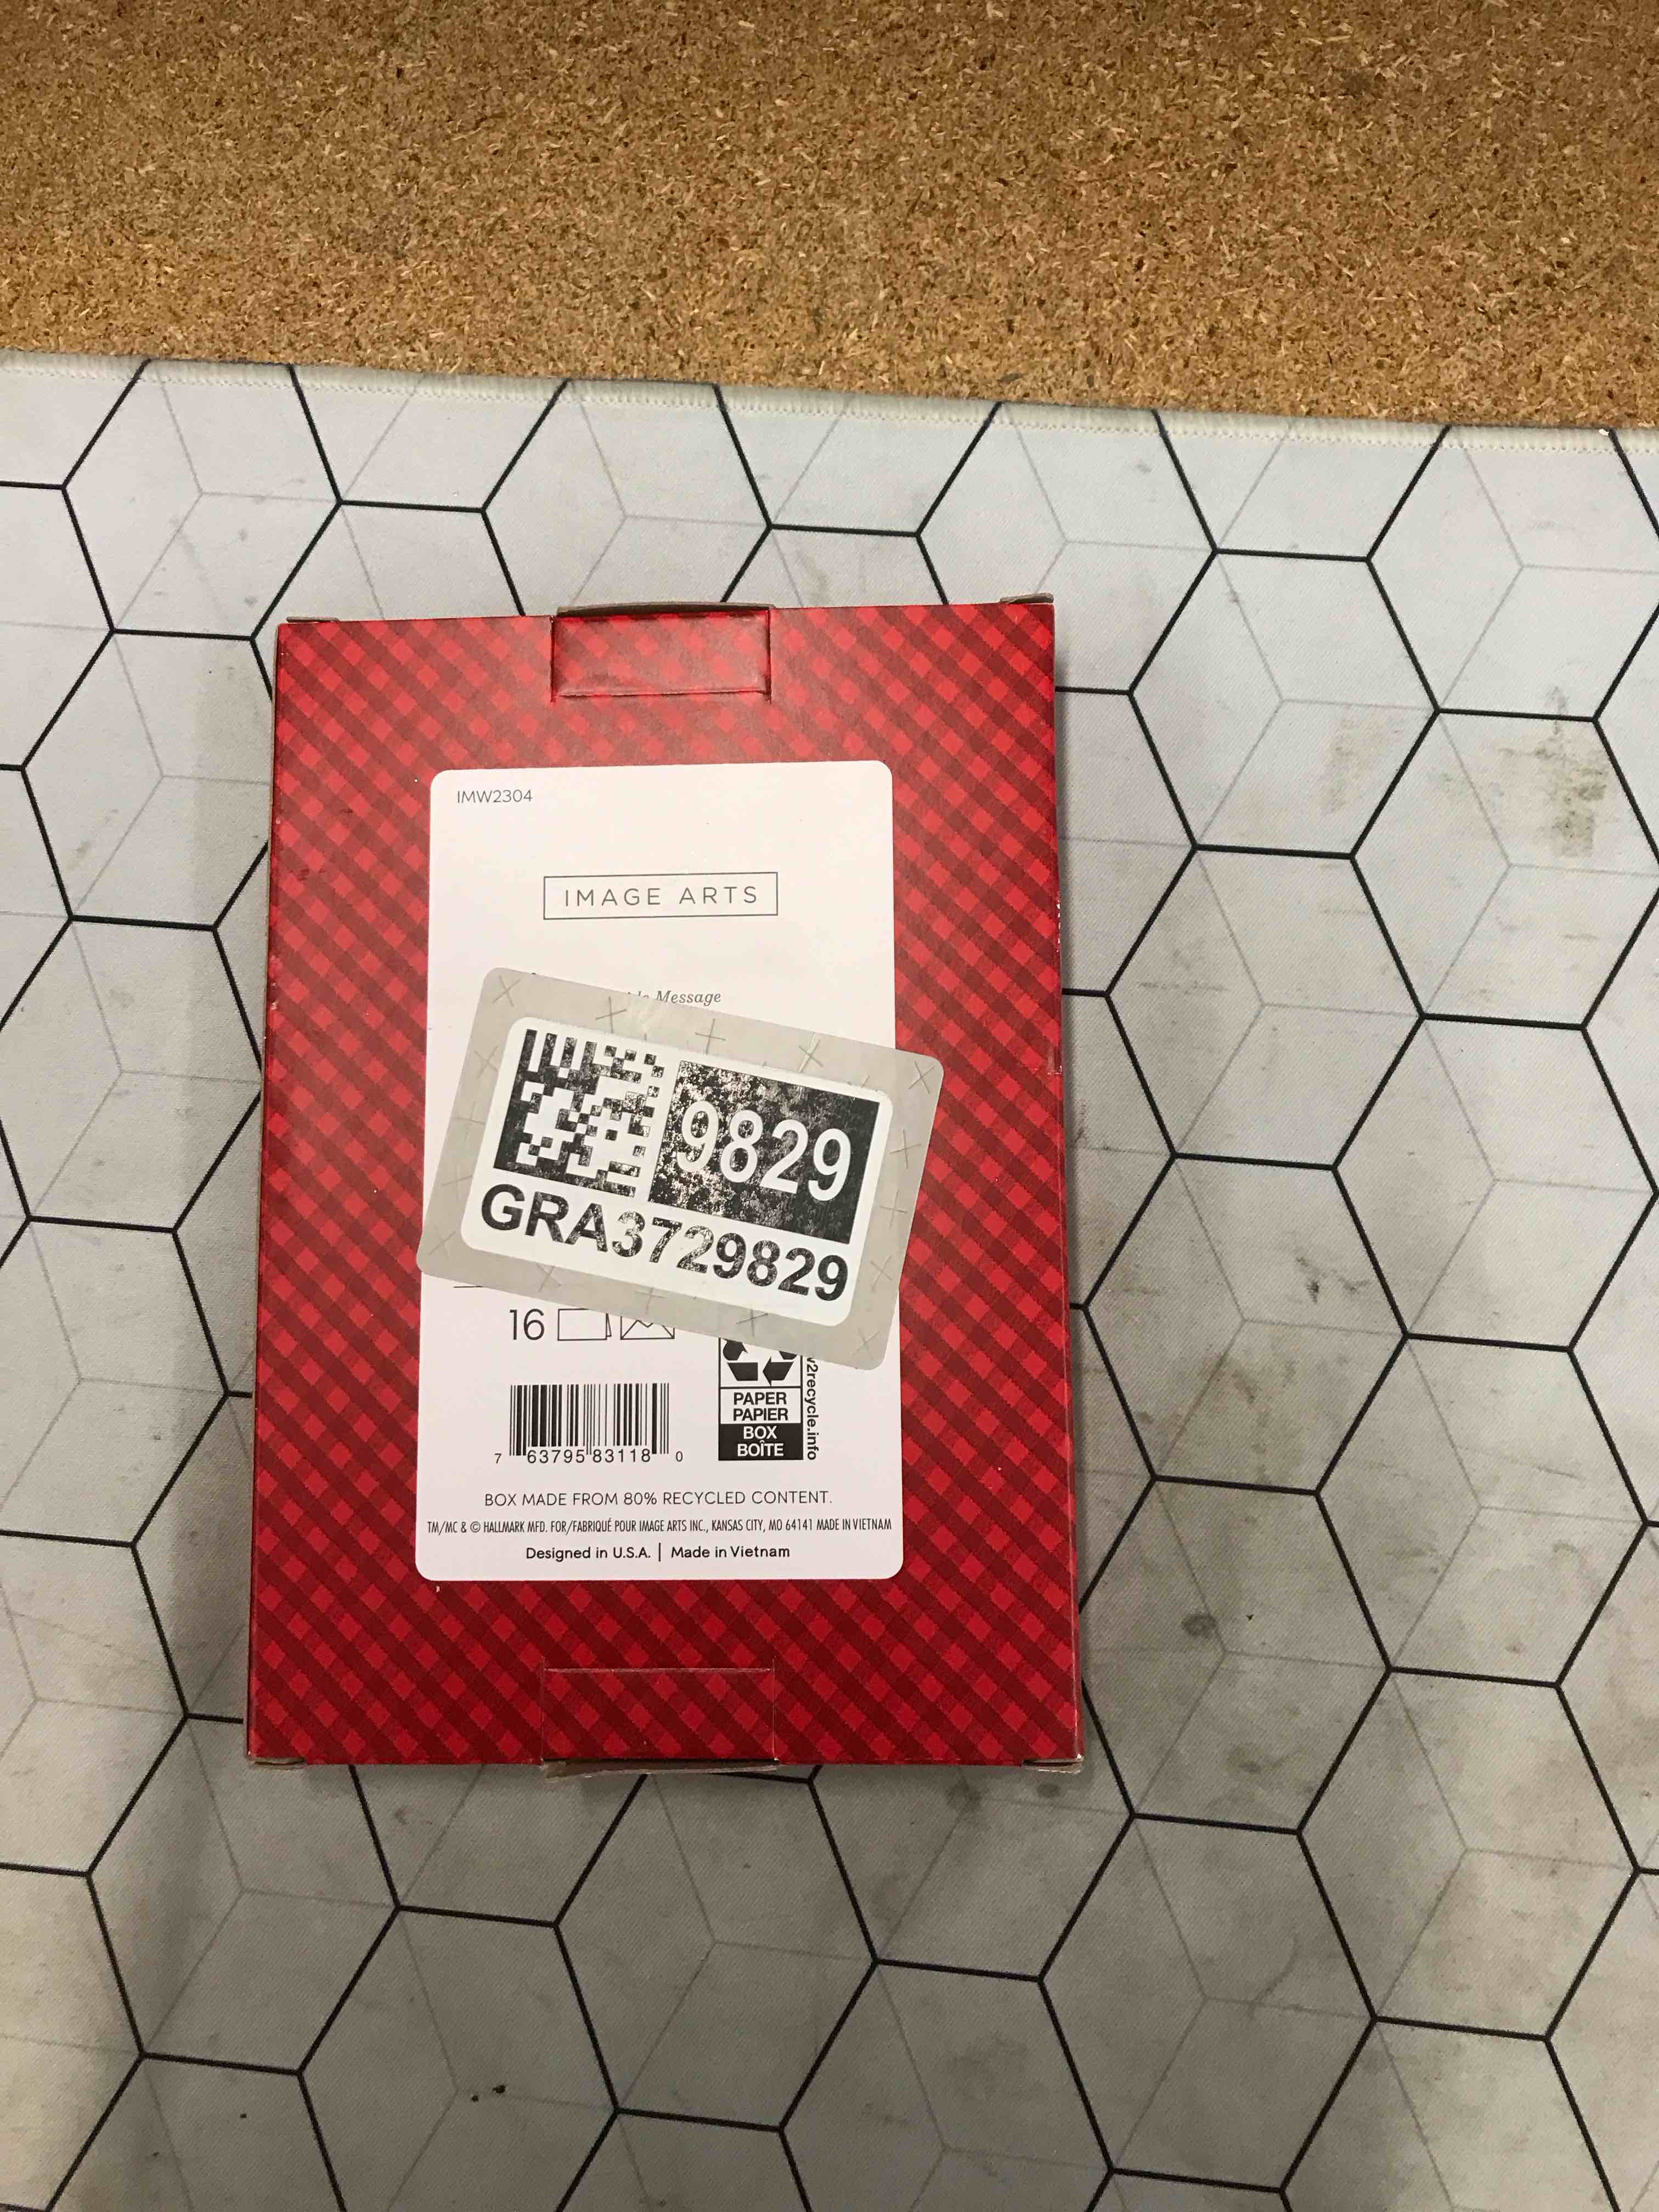 IMW2304
IMAGE ARTS
Message
9829
GRA3729829
16
PAPER
PAPIER
BOX
BOÎTE
2recycle.info
7 63795 83118 0
BOX MADE FROM 80% RECYCLED CONTENT.
TM/MC & © HALLMARK MFD. FOR/FABRIQUÉ POUR IMAGE ARTS INC., KANSAS CITY, MO 64141 MADE IN VIETNAM
Designed in U.S.A. | Made in Vietnam